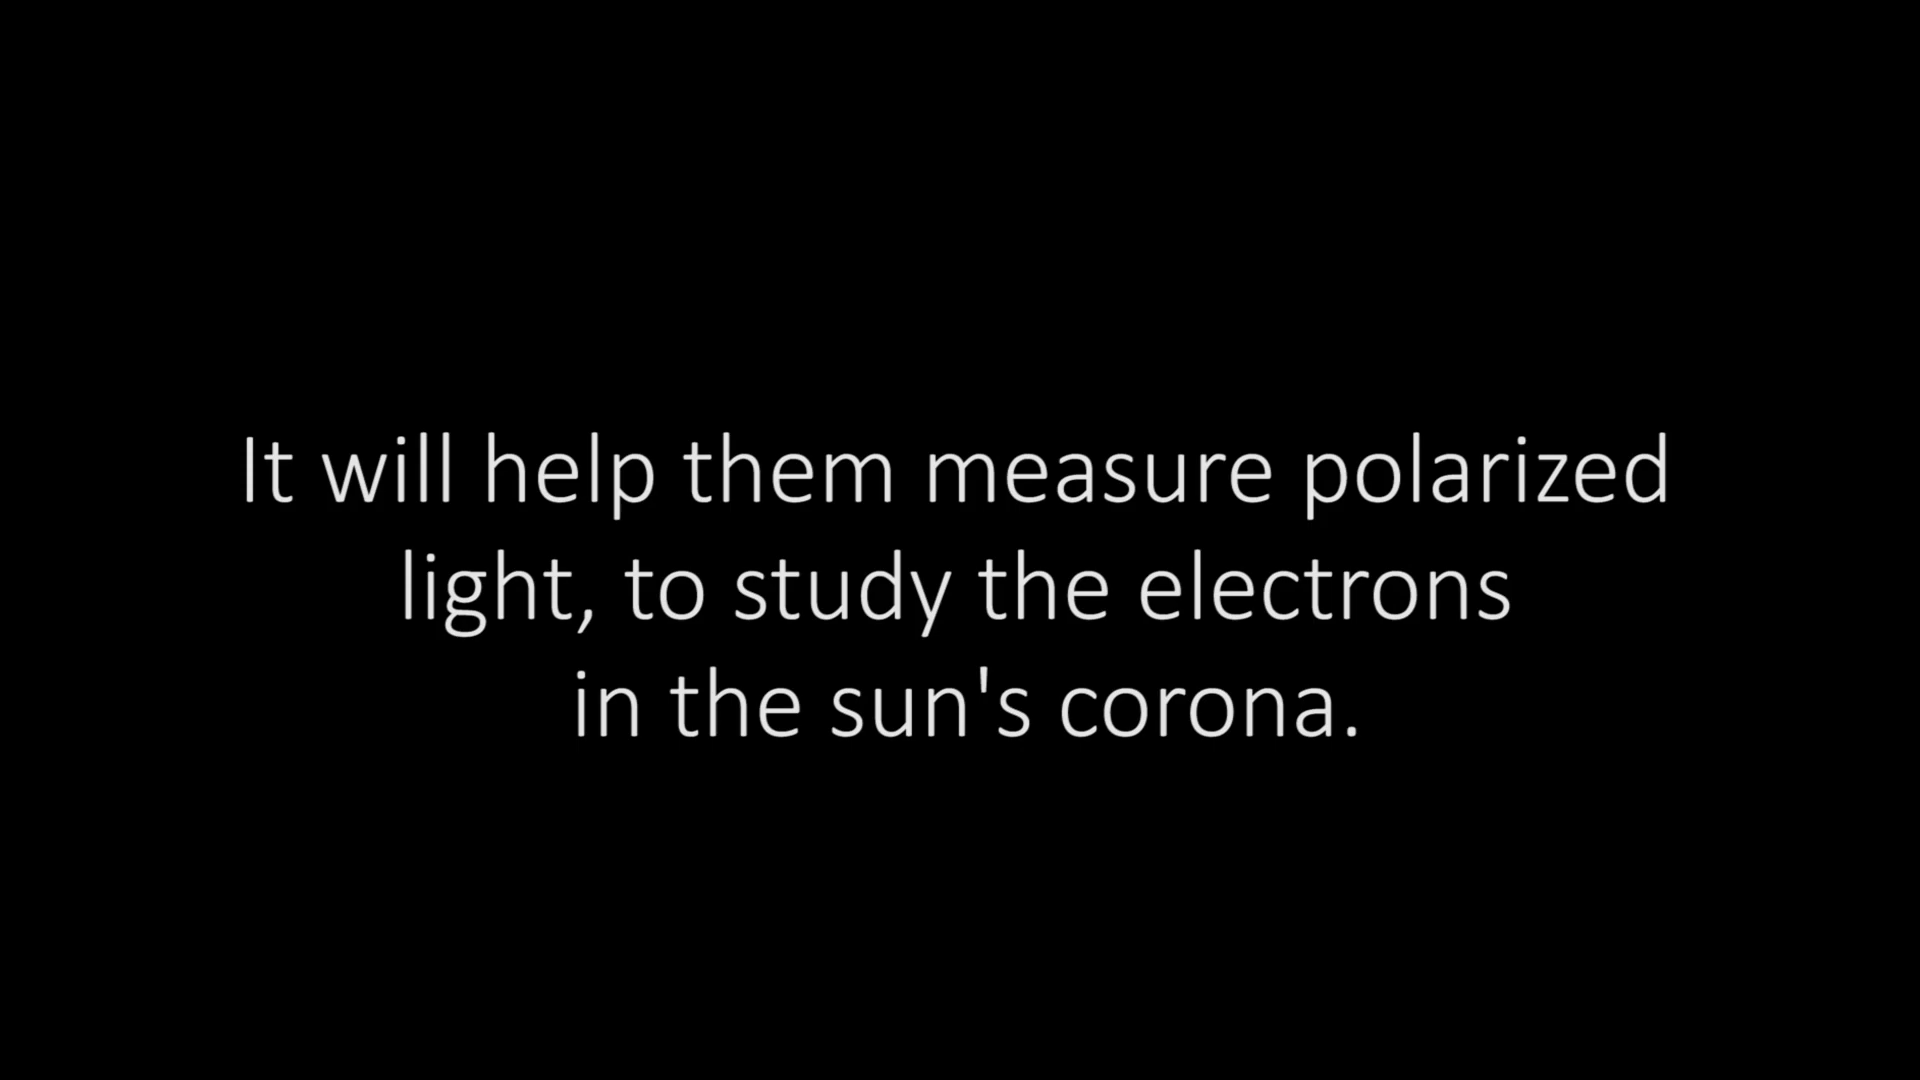 It will help them measure polarized
light, to study the electrons
in the sun's corona.